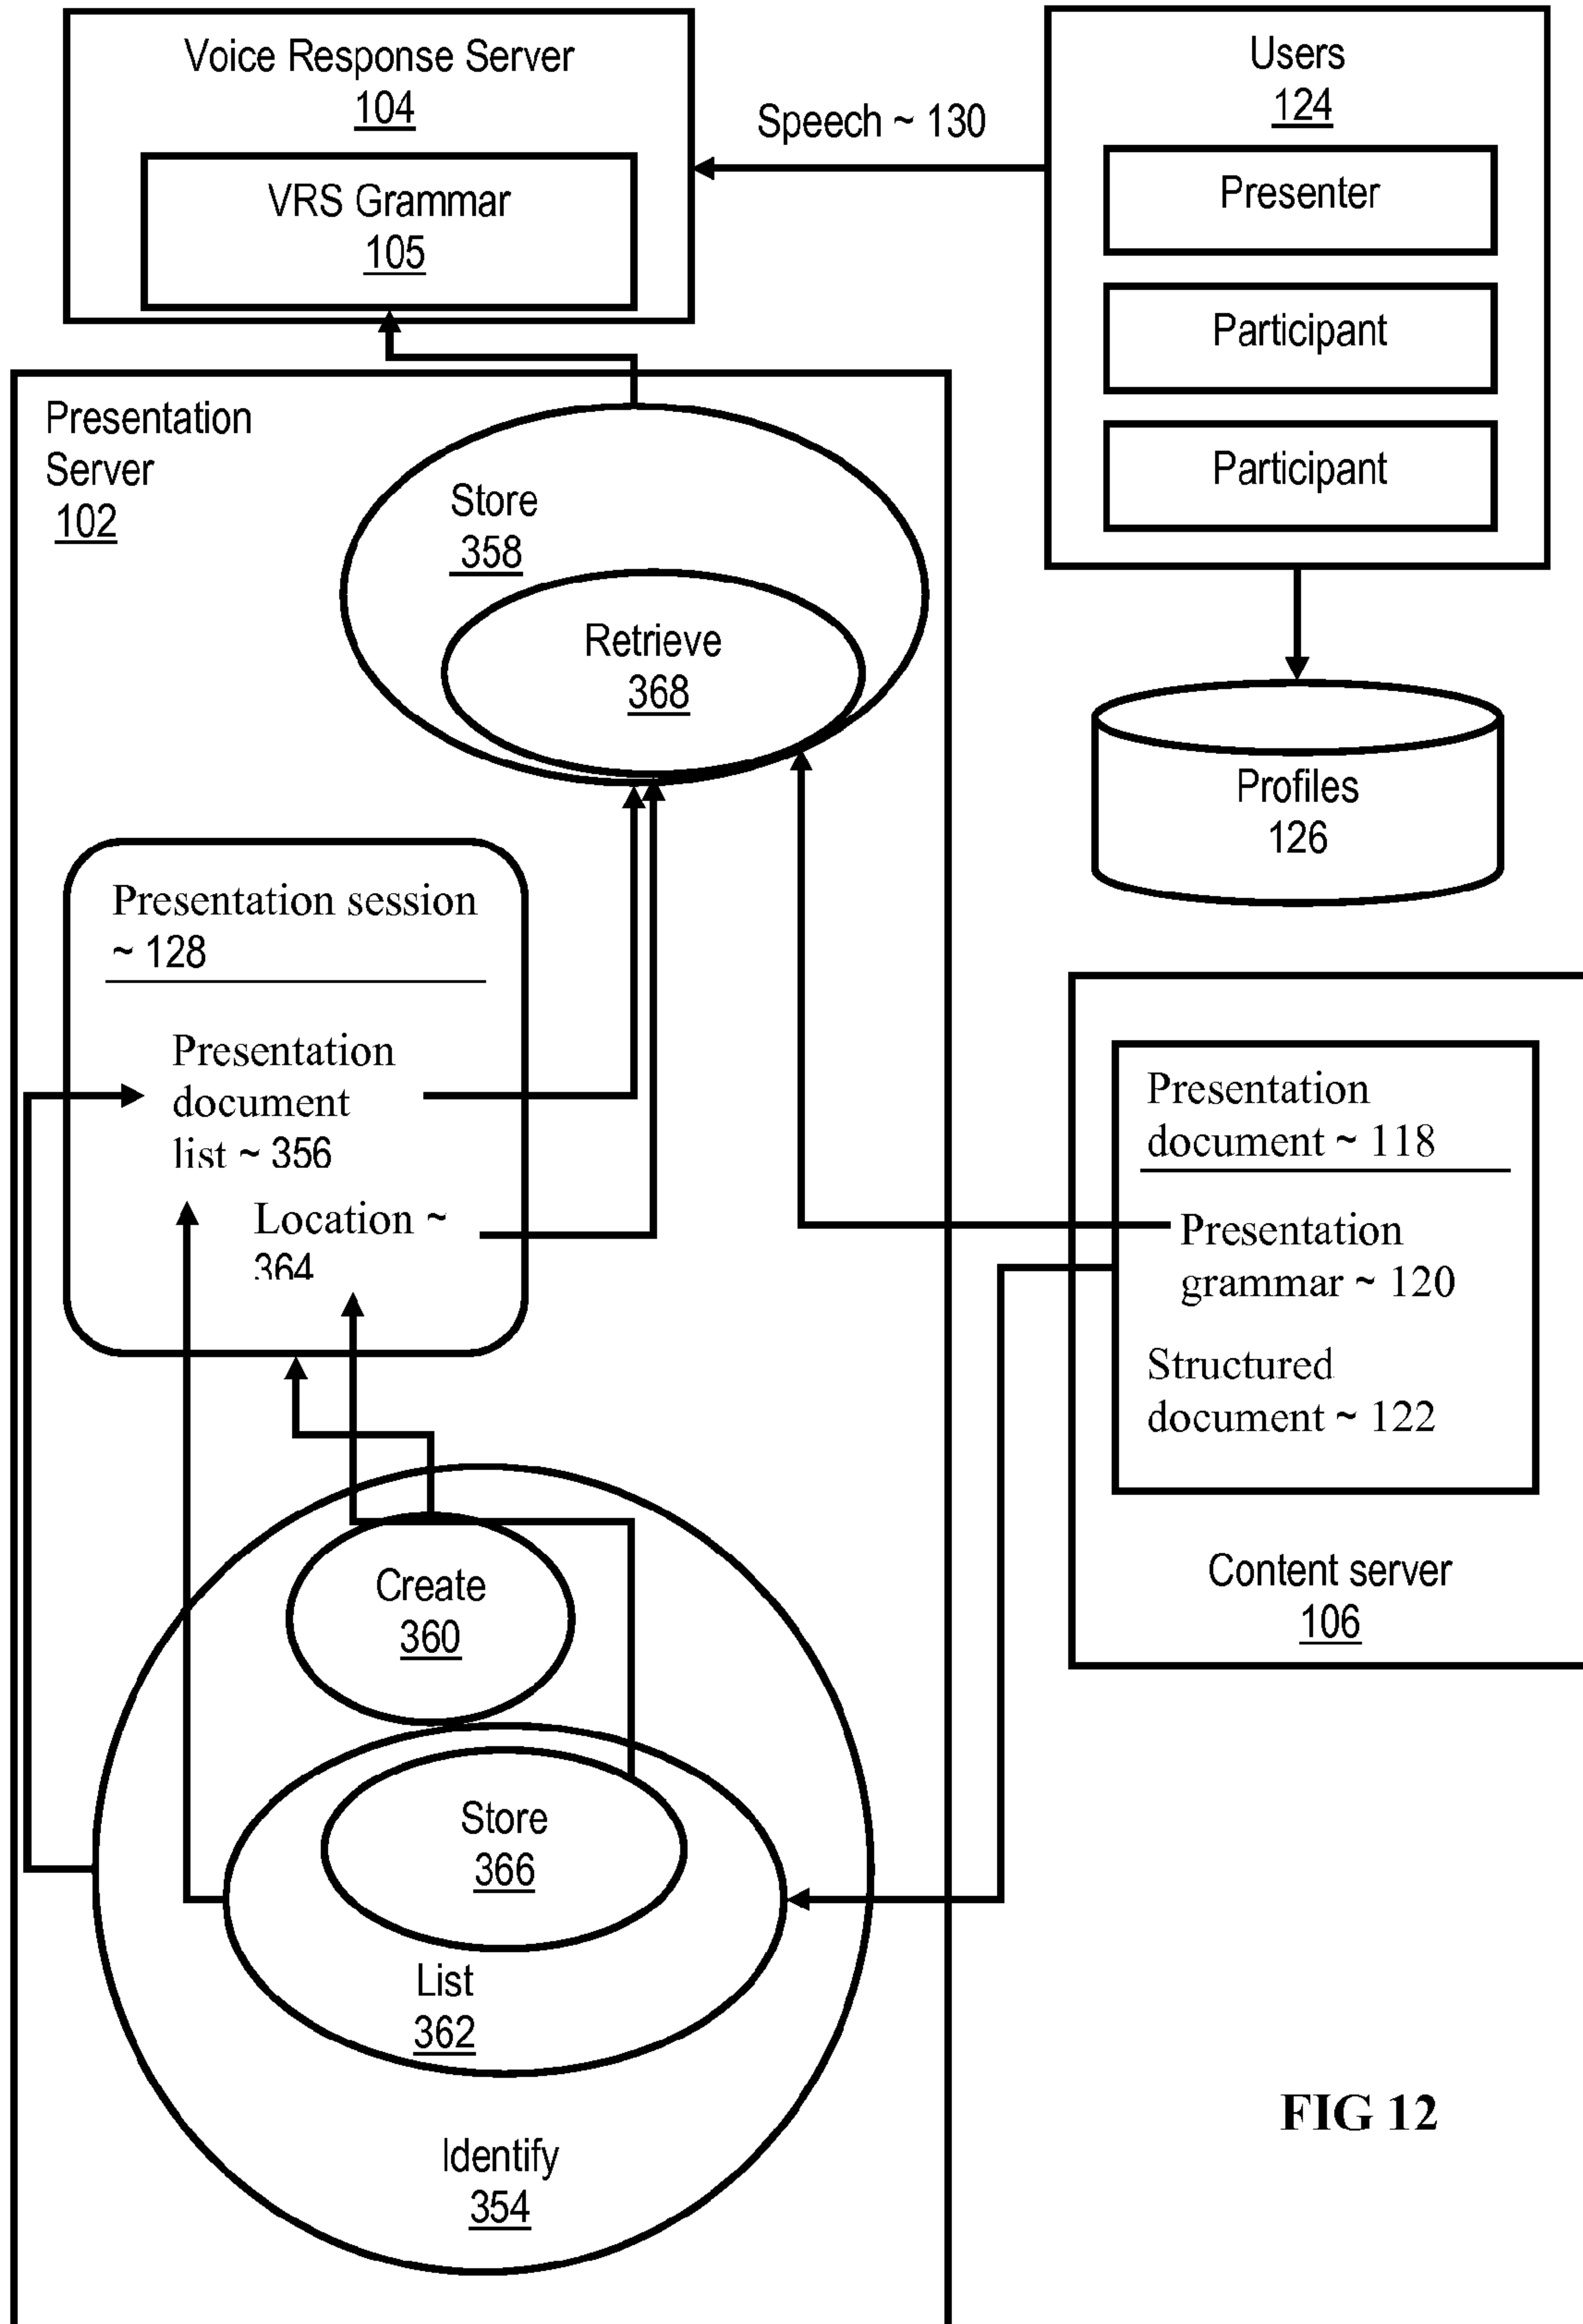 Voice Response Server
104
VRS Grammar
105
Speech ~ 130
Users
124
Presenter
Participant
Participant
Profiles
126
Presentation
Server
102
Store
358
Retrieve
368
Presentation session
~ 128
Presentation
document
list ~ 356
Location ~
364
Presentation
document ~ 118
Presentation
grammar ~ 120
Structured
document ~ 122
Content server
106
Create
360
Store
366
List
362
Identify
354
FIG 12